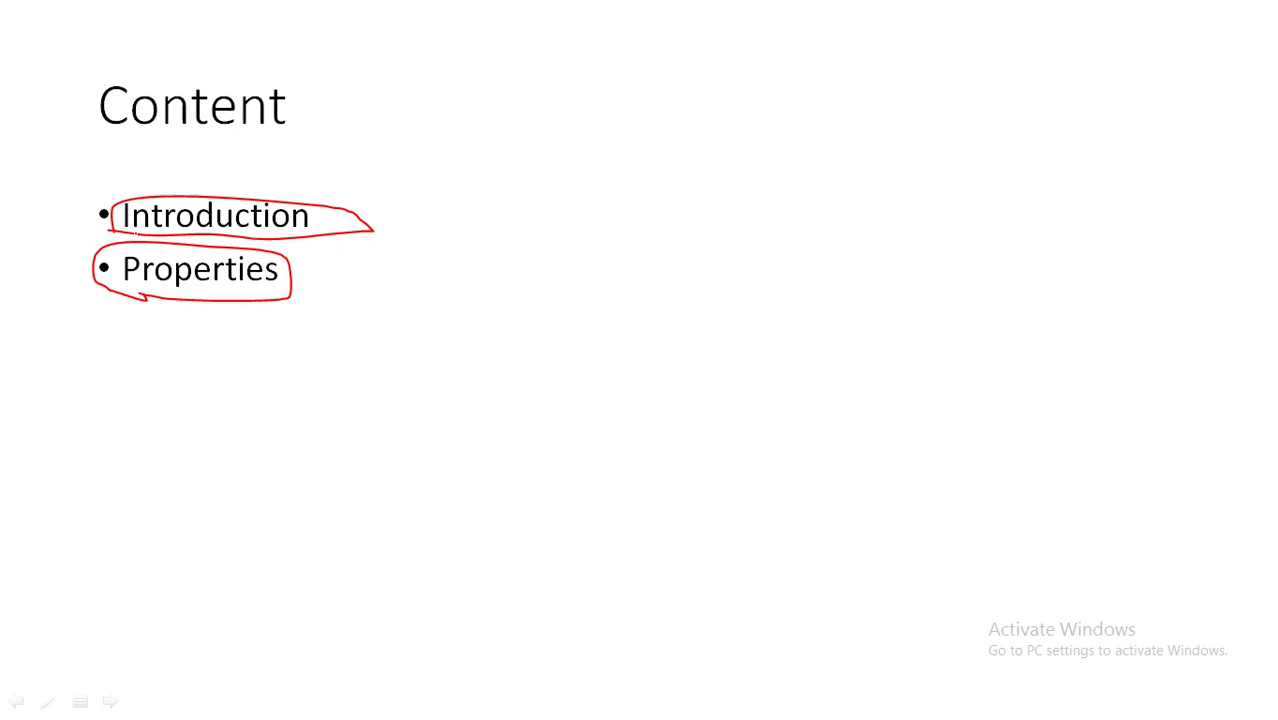 Content
• Introduction
• Properties
Activate Windows
Go to PC settings to activate Windows.